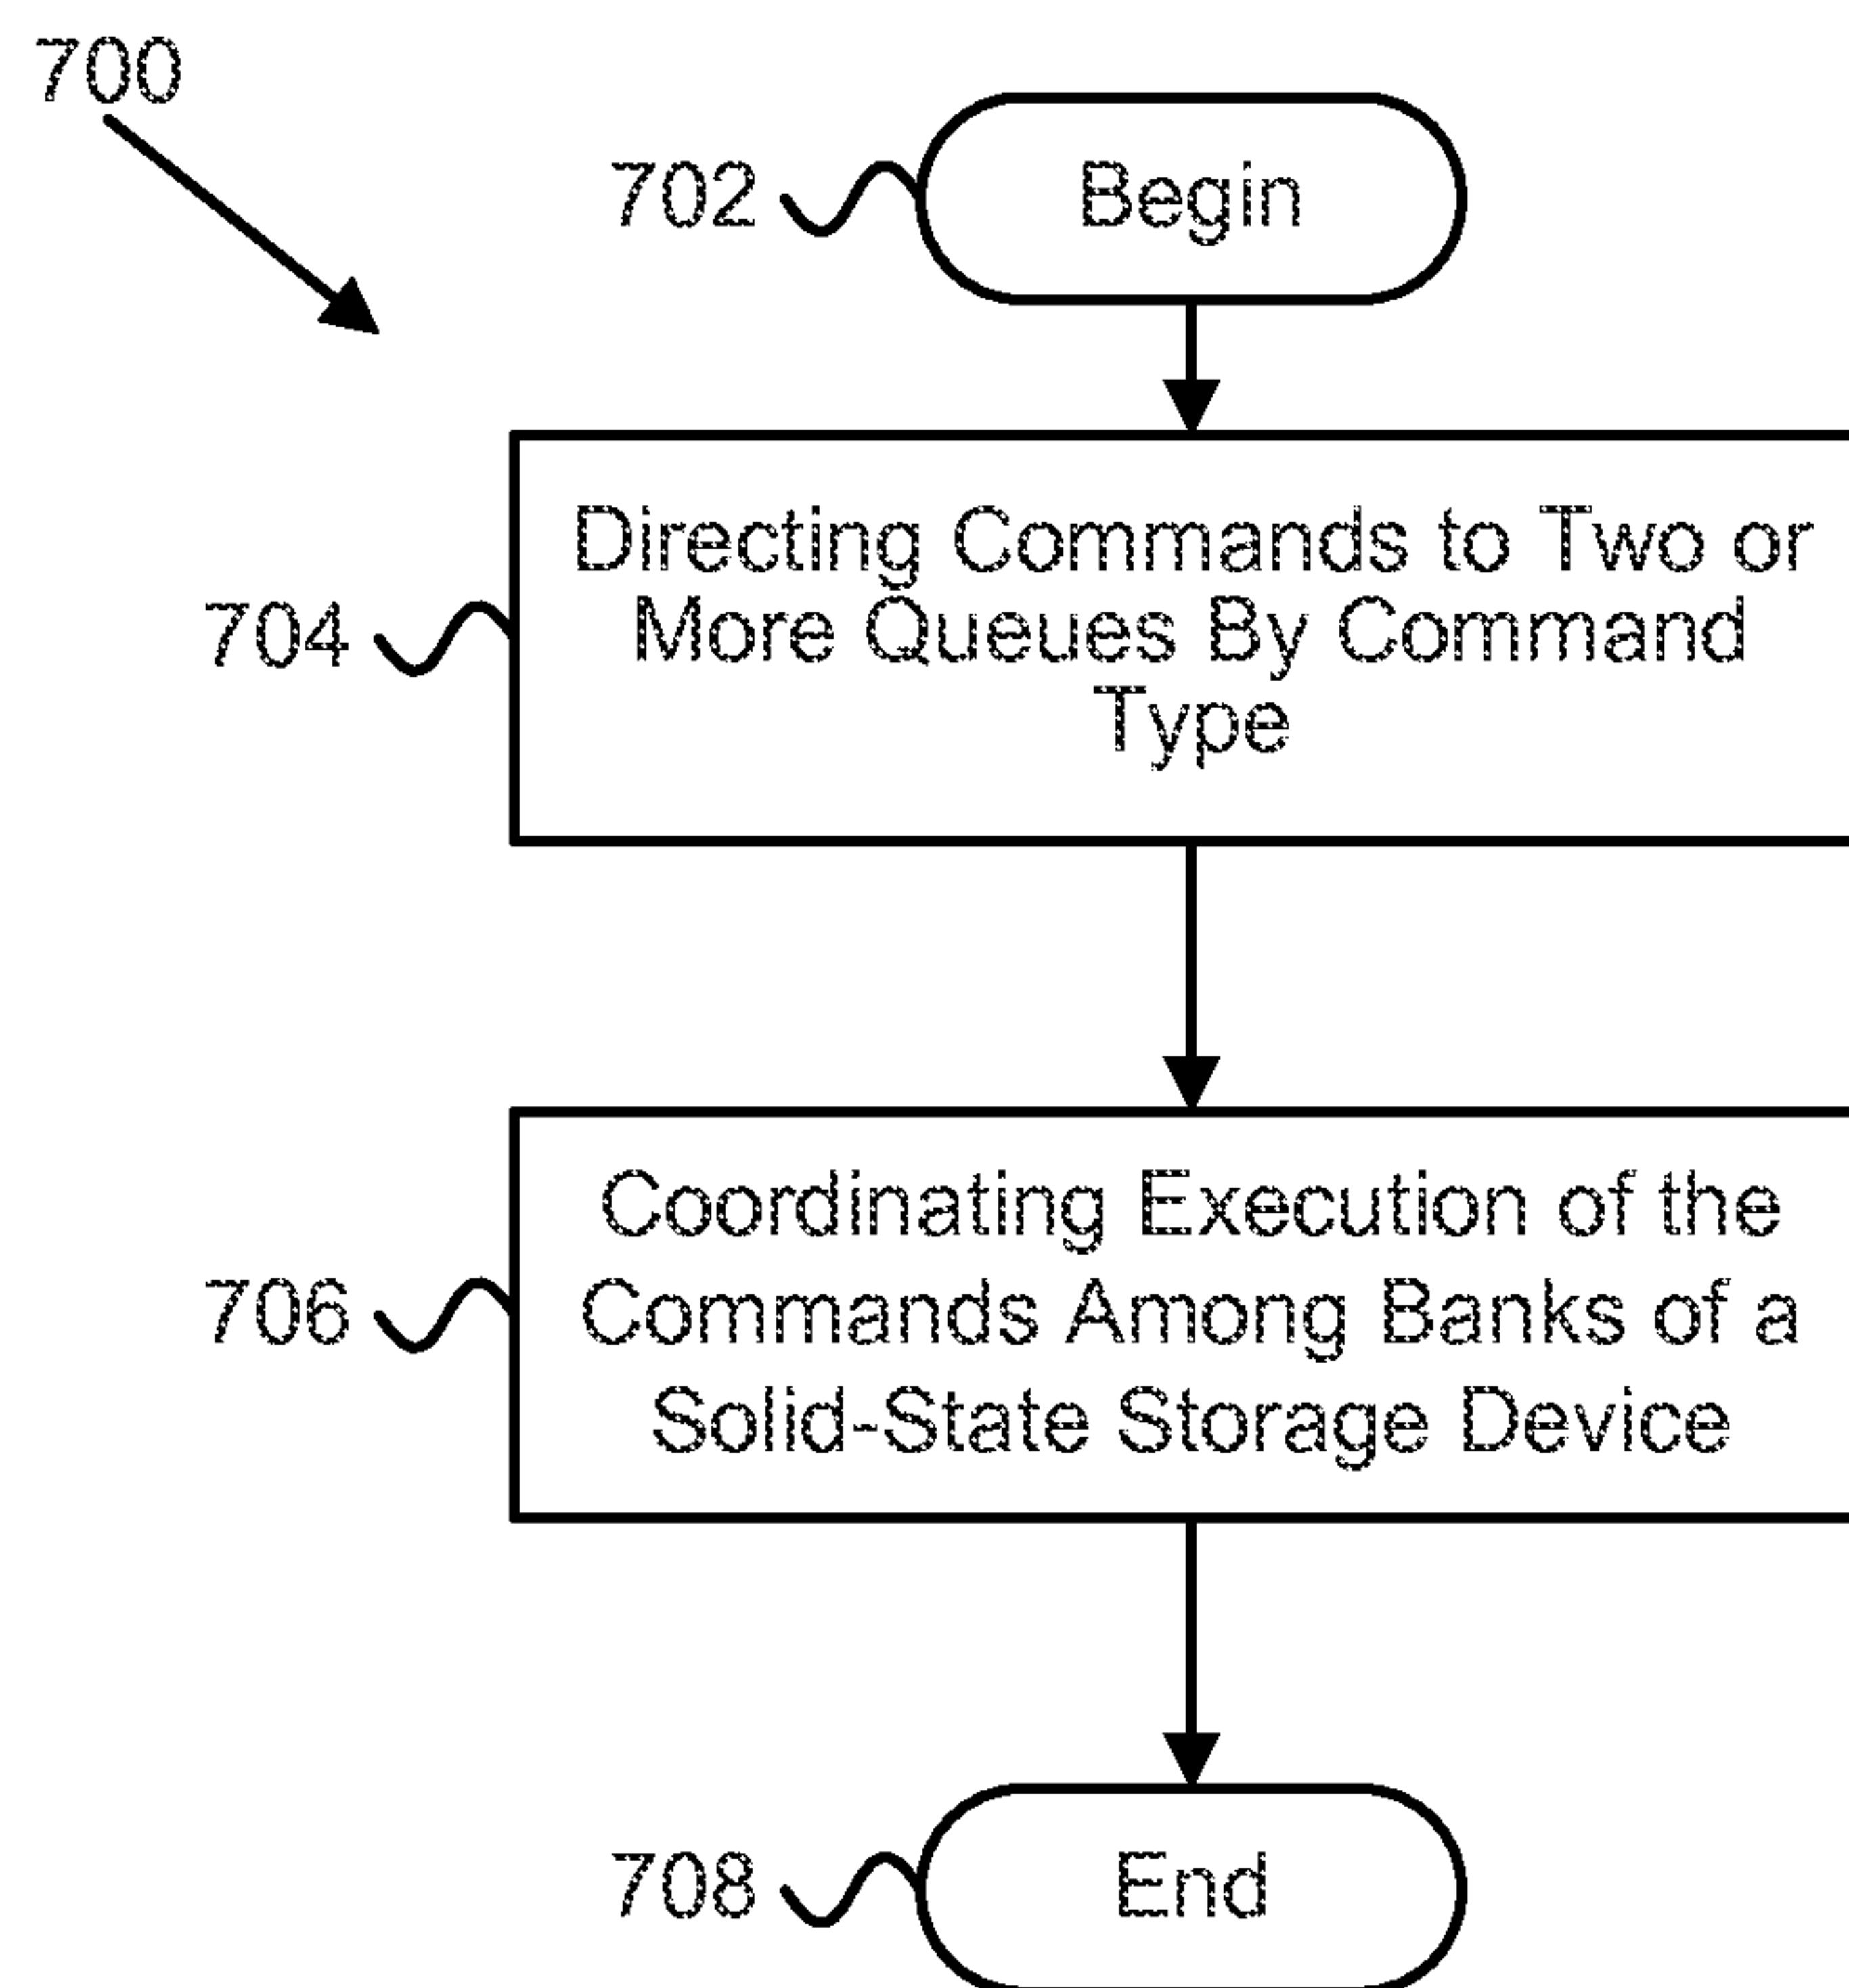 700
702
Begin
Directing Commands to Two or
More Queues By Command
Type
704
Coordinating Execution of the
Commands Among Banks of a
Solid-State Storage Device
706
708
End